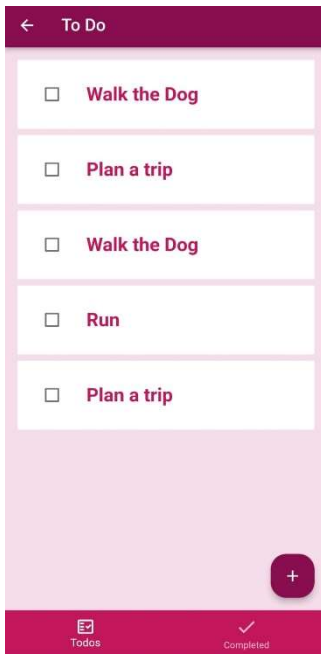 To Do
Walk the Dog
Plan a trip
Walk the Dog
Run
Plan a trip
+
Todos
Completed